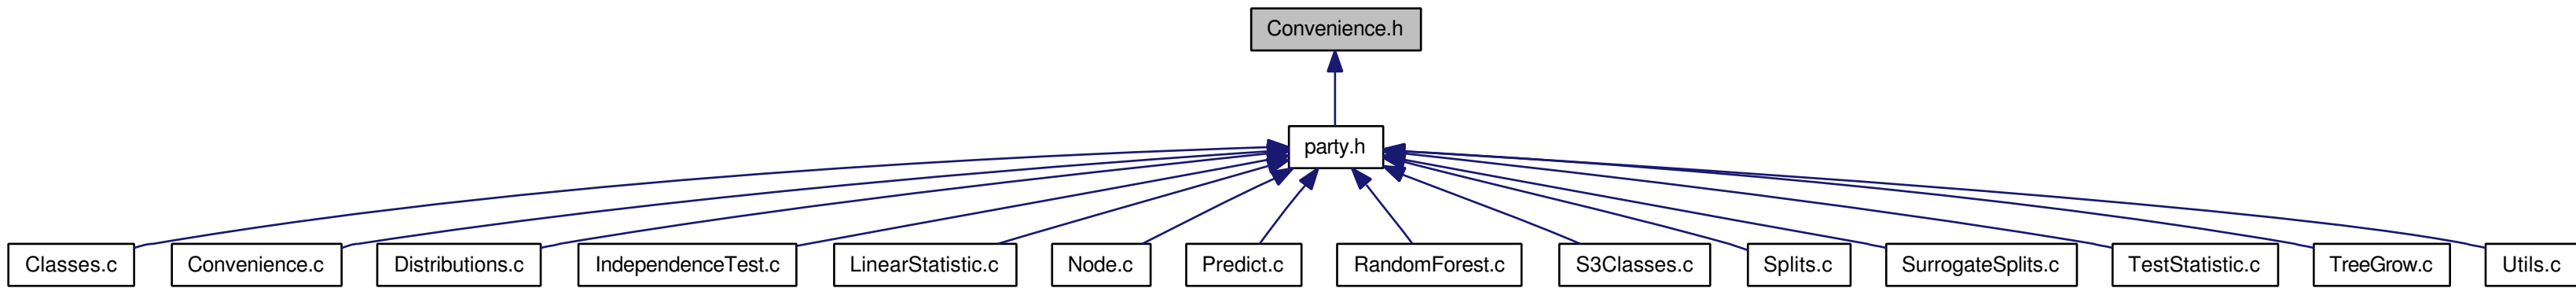 Convenience.h
party.h
Classes.c
Convenience.c
Distributions.c
IndependenceTest.c
LinearStatistic.c
Node.c
Predict.c
RandomForest.c
S3Classes.c
Splits.c
SurrogateSplits.c
TestStatistic.c
TreeGrow.c
Utils.c